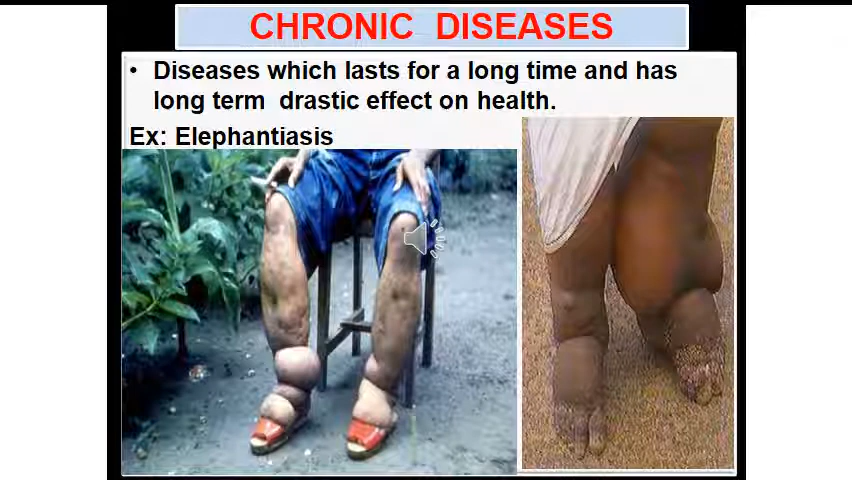 CHRONIC DISEASES
• Diseases which lasts for a long time and has
long term drastic effect on health.
Ex: Elephantiasis